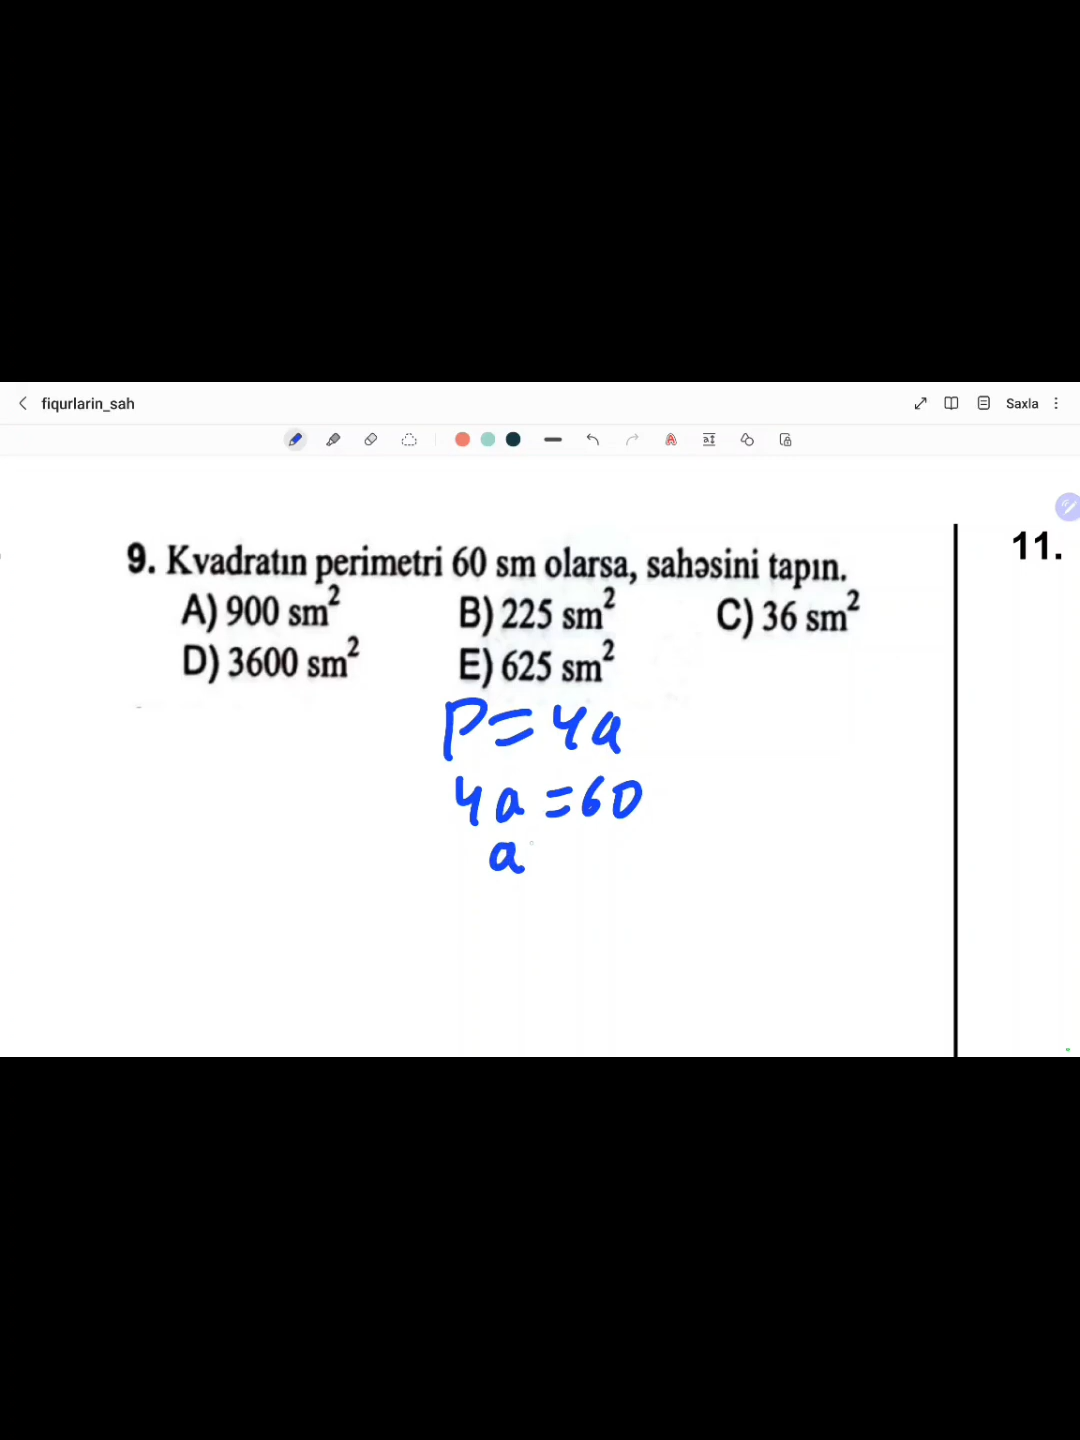 fiqurlarin_sah
Saxla
9. Kvadratın perimetri 60 sm olarsa, sahəsini tapın.
A) 900 sm² B) 225 sm² C) 36 sm²
D) 3600 sm² E) 625 sm²
P=4a
4a=60
a
11.